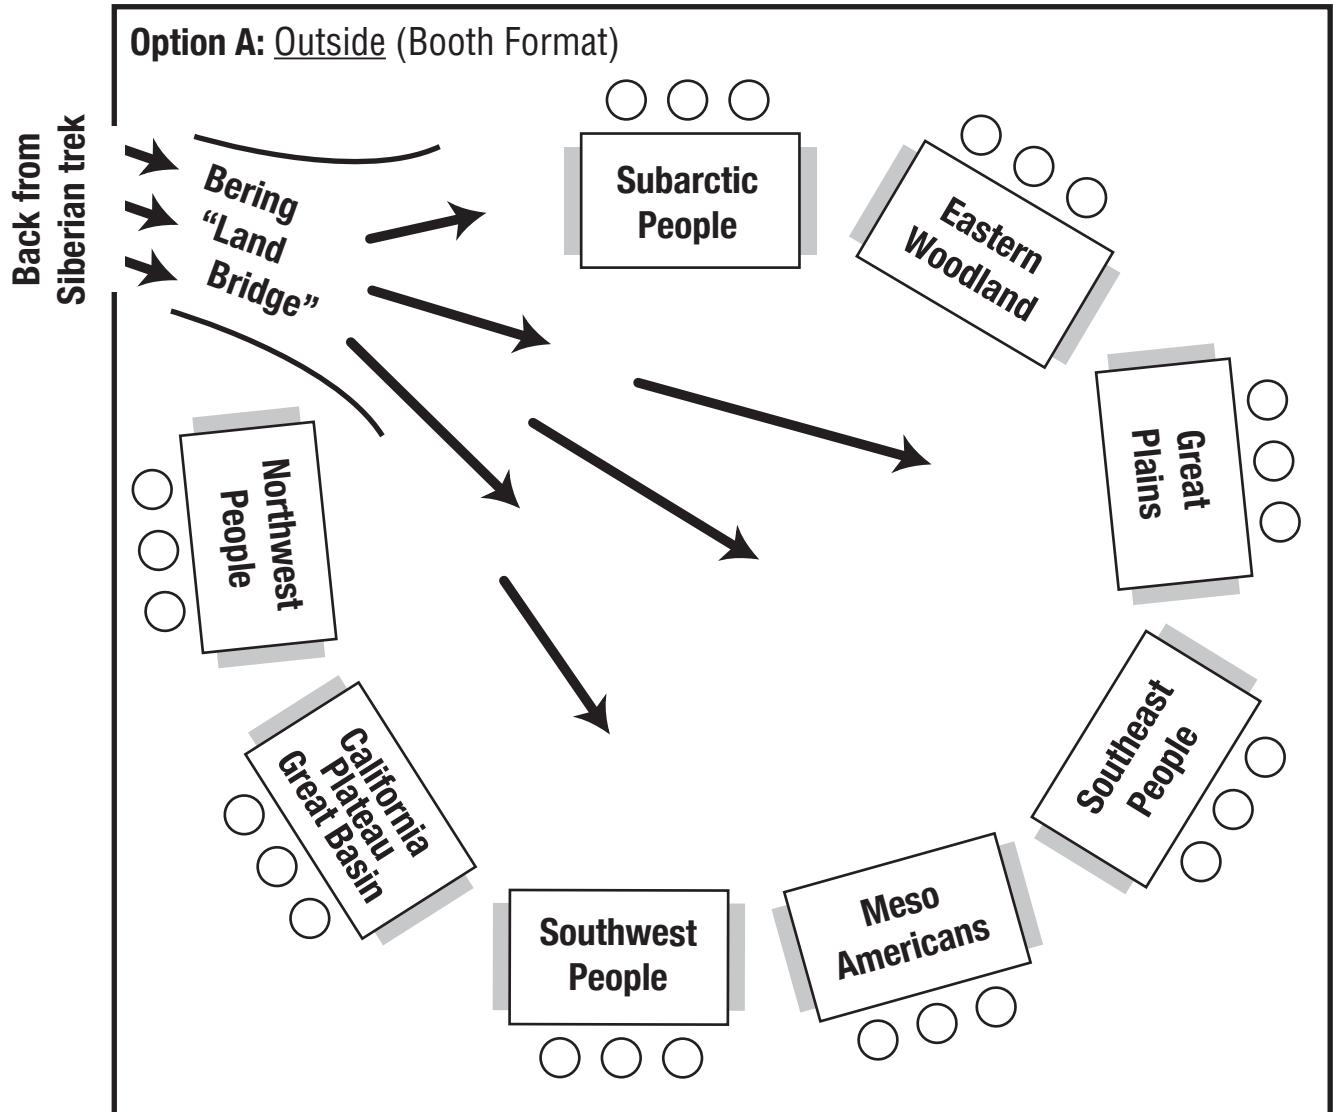 Option A: Outside (Booth Format)
Back from
Siberian trek
Bering
“Land
Bridge”
Subarctic
People
Eastern
Woodland
Great
Plains
Southeast
People
Meso
Americans
Southwest
People
California
Plateau
Great Basin
Northwest
People